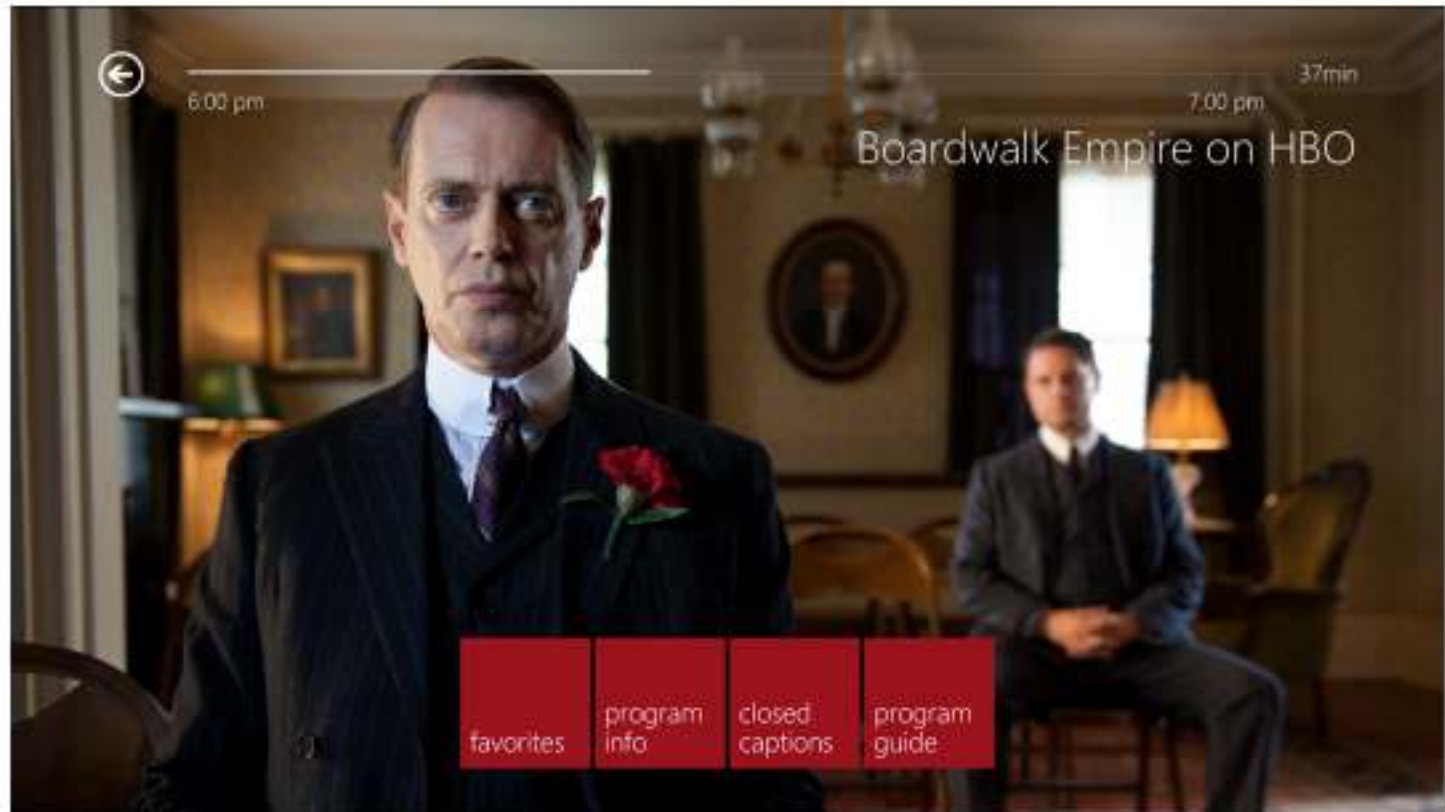 37min
6:00 pm
7:00 pm
Boardwalk Empire on HBO
favorites
program
info
closed
captions
program
guide